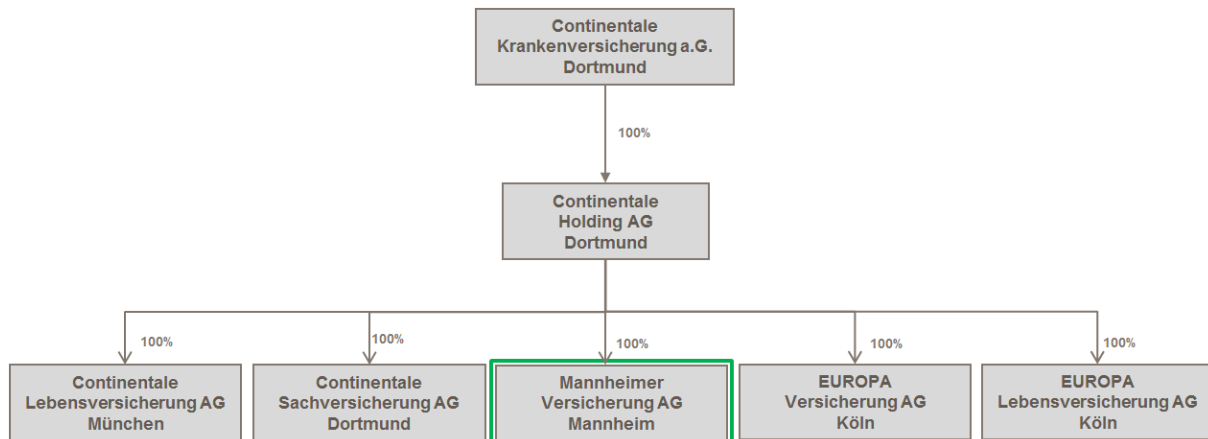 Continentale
Krankenversicherung a.G.
Dortmund
100%
Continentale
Holding AG
Dortmund
100%
100%
100%
100%
100%
Continentale
Lebensversicherung AG
München
Continentale
Sachversicherung AG
Dortmund
Mannheimer
Versicherung AG
Mannheim
EUROPA
Versicherung AG
Köln
EUROPA
Lebensversicherung AG
Köln